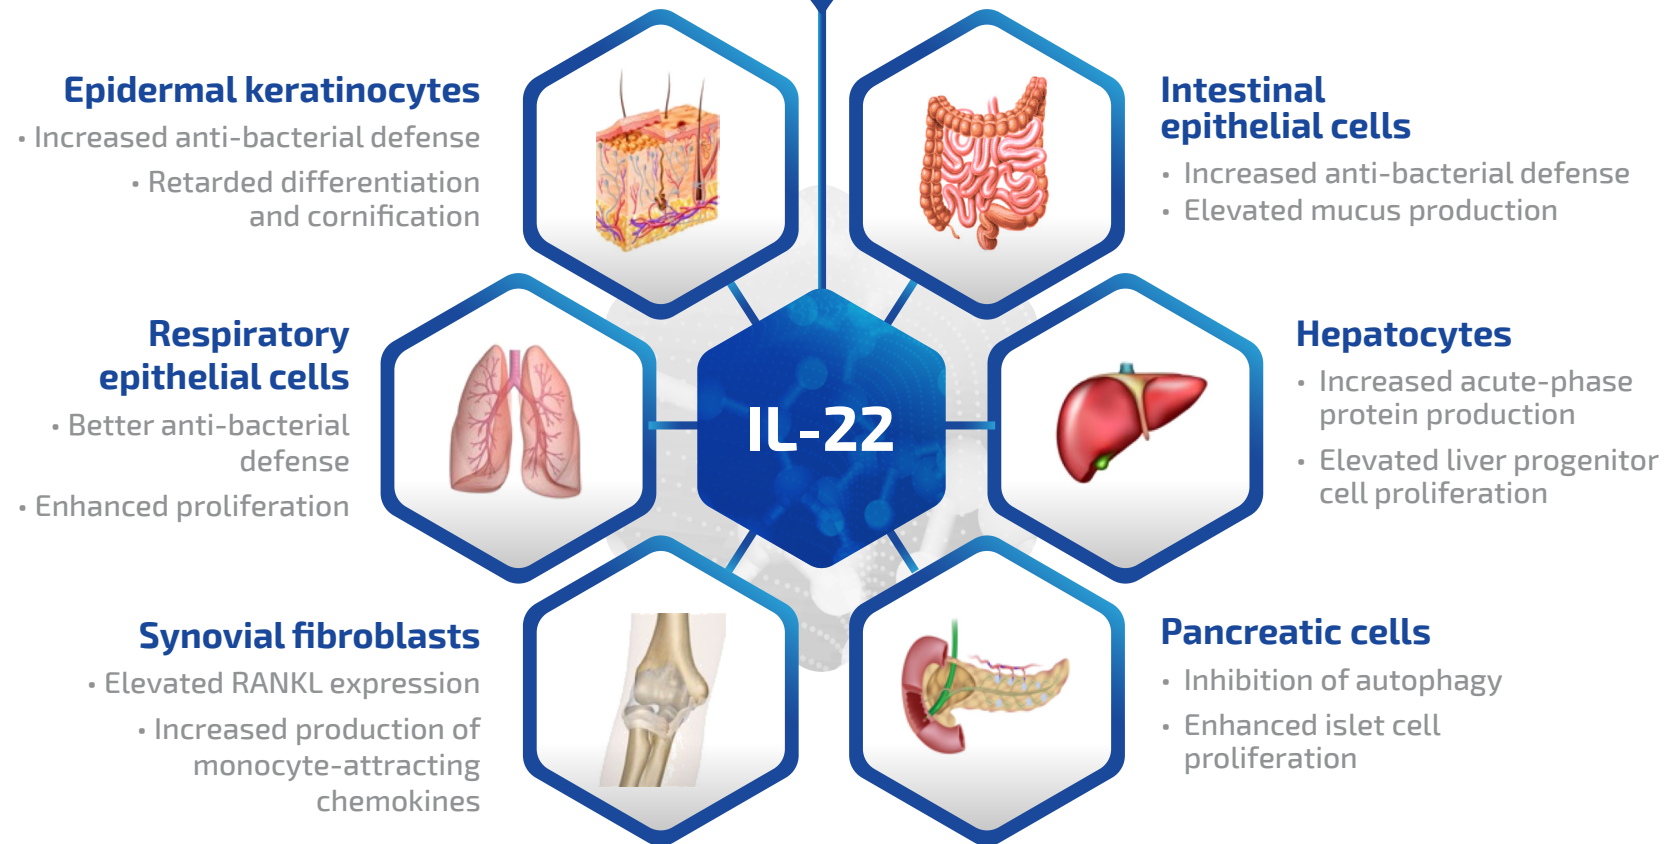 Epidermal keratinocytes
• Increased anti-bacterial defense
• Retarded differentiation
and cornification
Intestinal
epithelial cells
• Increased anti-bacterial defense
• Elevated mucus production
Respiratory
epithelial cells
• Better anti-bacterial
defense
• Enhanced proliferation
IL-22
Hepatocytes
• Increased acute-phase
protein production
• Elevated liver progenitor
cell proliferation
Synovial fibroblasts
• Elevated RANKL expression
• Increased production of
monocyte-attracting
chemokines
Pancreatic cells
• Inhibition of autophagy
• Enhanced islet cell
proliferation